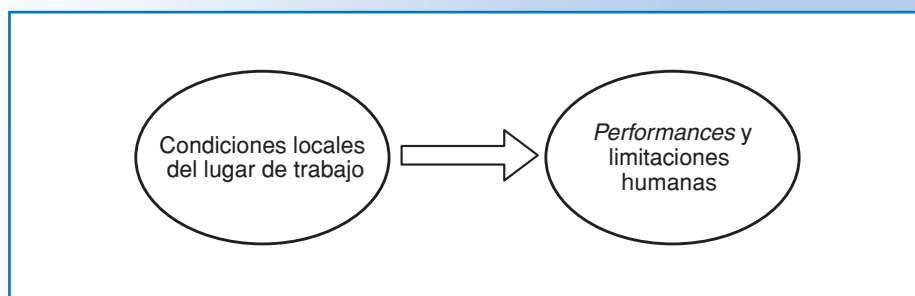 Condiciones locales
del lugar de trabajo
Performances y
limitaciones
humanas